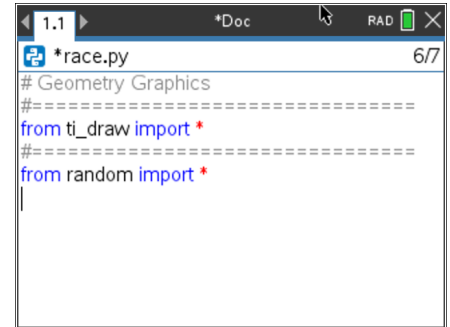 1.1 *Doc RAD
*race.py 6/7
# Geometry Graphics
#================================
from ti_draw import *
#================================
from random import *